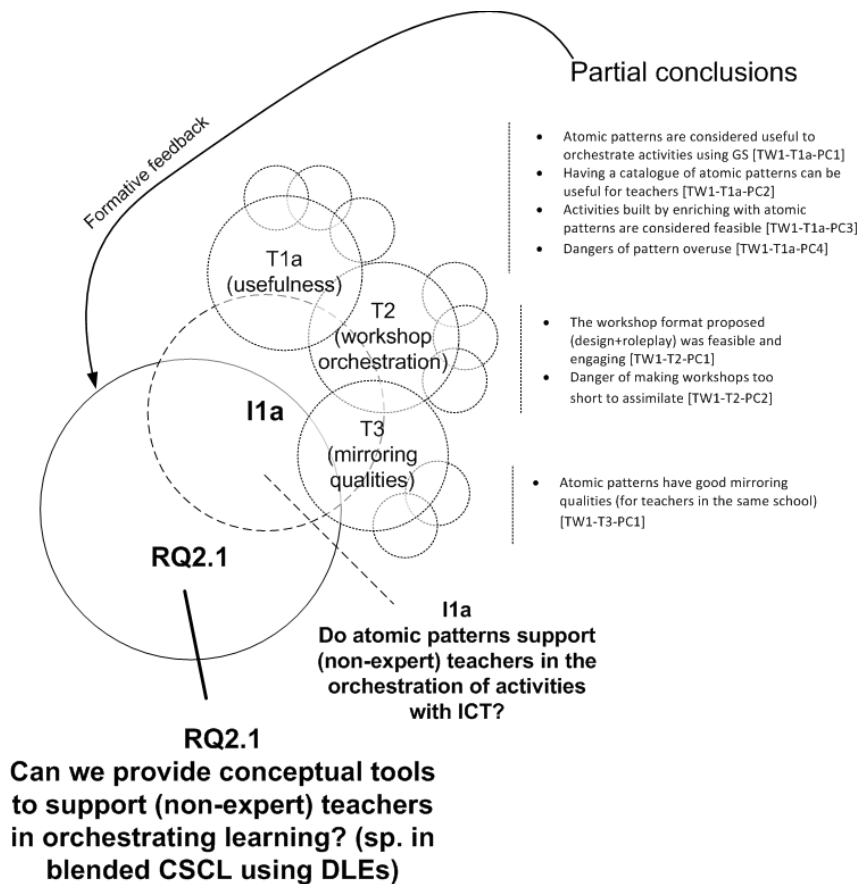 Partial conclusions
Formative feedback
• Atomic patterns are considered useful to
orchestrate activities using GS [TW1-T1a-PC1]
• Having a catalogue of atomic patterns can be
useful for teachers [TW1-T1a-PC2]
• Activities built by enriching with atomic
patterns are considered feasible [TW1-T1a-PC3]
• Dangers of pattern overuse [TW1-T1a-PC4]
T1a
(usefulness)
T2
(workshop
orchestration)
• The workshop format proposed
(design+roleplay) was feasible and
engaging [TW1-T2-PC1]
• Danger of making workshops too
short to assimilate [TW1-T2-PC2]
I1a
T3
(mirroring
qualities)
• Atomic patterns have good mirroring
qualities (for teachers in the same school)
[TW1-T3-PC1]
RQ2.1
I1a
Do atomic patterns support
(non-expert) teachers in the
orchestration of activities
with ICT?
RQ2.1
Can we provide conceptual tools
to support (non-expert) teachers
in orchestrating learning? (sp. in
blended CSCL using DLEs)